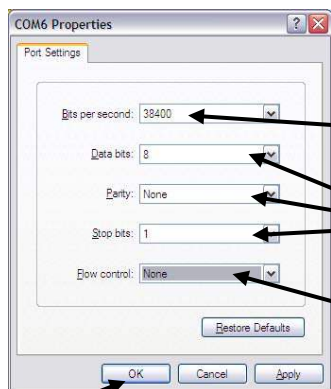 COM6 Properties
Port Settings
Bits per second: 38400
Data bits: 8
Parity: None
Stop bits: 1
Flow control: None
Restore Defaults
OK Cancel Apply